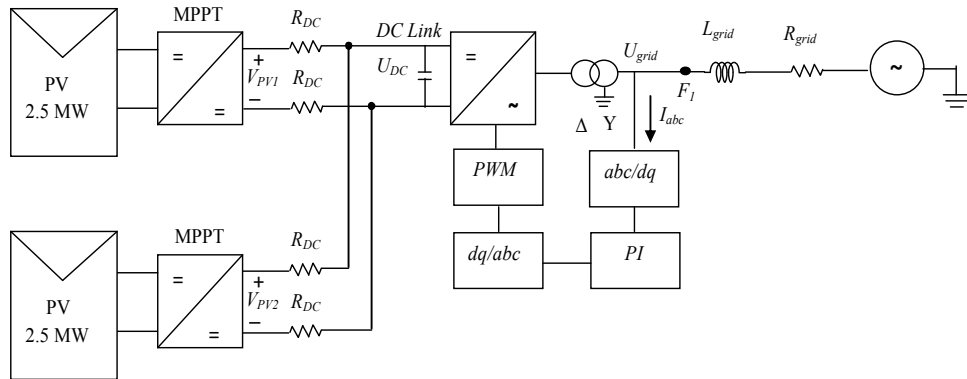 MPPT
R_DC
DC Link
U_grid
L_grid
R_grid
PV
2.5 MW
=
=
+
V_PV1
−
R_DC
U_DC
=
~
F_1
~
Δ Y
I_abc
PWM
abc/dq
dq/abc
PI
MPPT
R_DC
PV
2.5 MW
=
=
+
V_PV2
−
R_DC